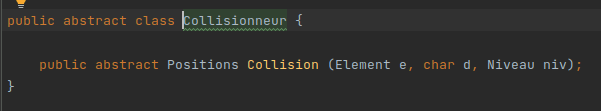 public abstract class Collisionneur {
public abstract Positions Collision (Element e, char d, Niveau niv);
}